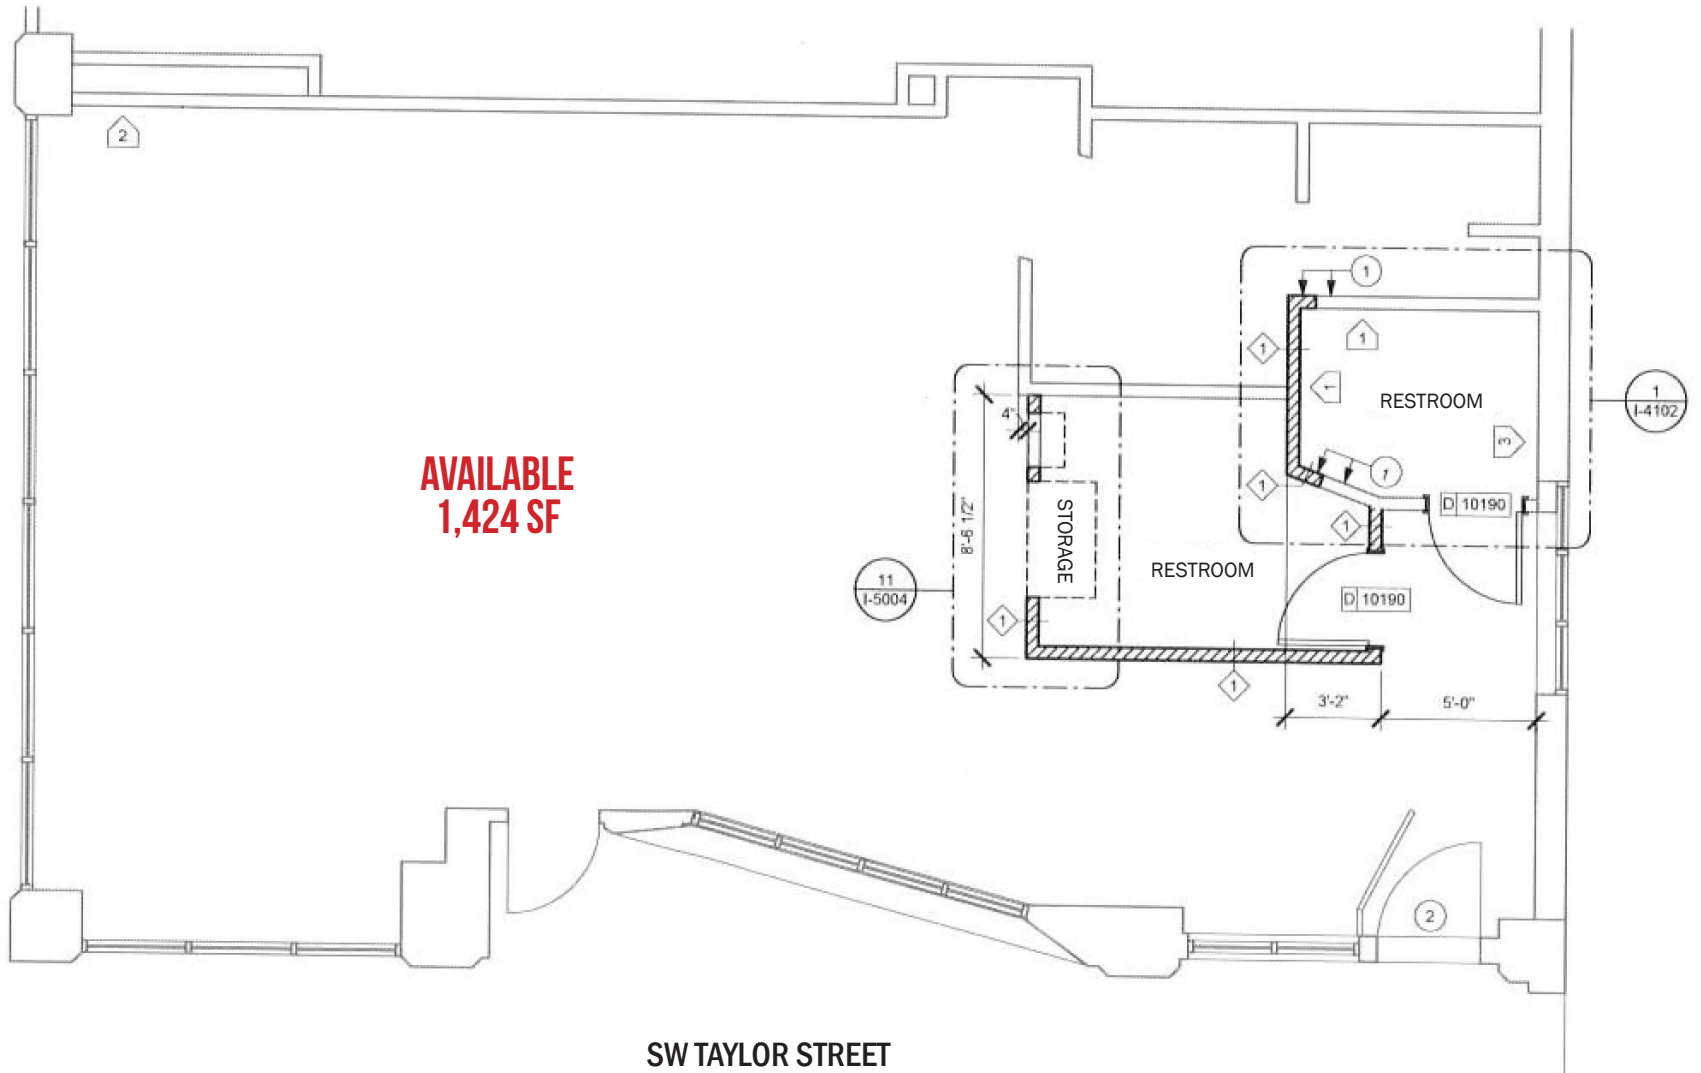 2
1
1
1
1
I-4102
1
RESTROOM
4"
3
1
1
D 10190
AVAILABLE
1,424 SF
8'-6 1/2"
STORAGE
1
RESTROOM
11
I-5004
D 10190
1
1
3'-2"
5'-0"
2
SW TAYLOR STREET